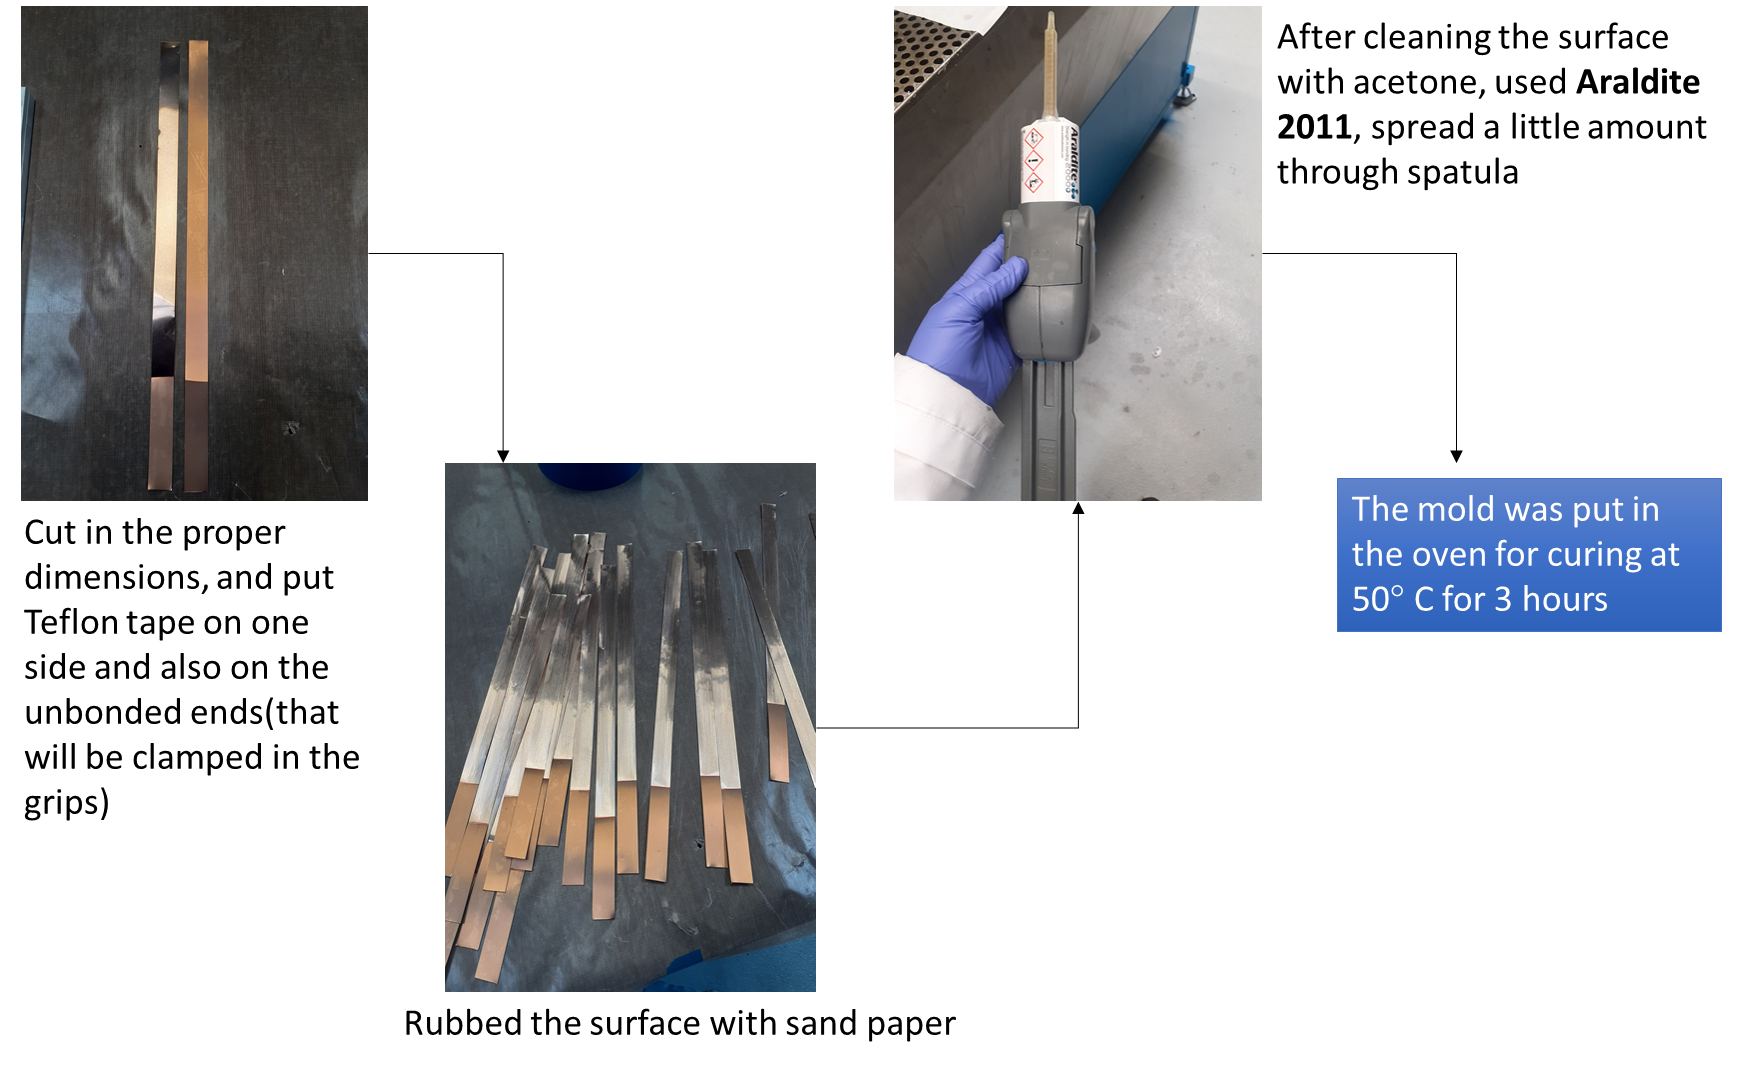 Cut in the proper
dimensions, and put
Teflon tape on one
side and also on the
unbonded ends(that
will be clamped in the
grips)
Rubbed the surface with sand paper
Araldite
After cleaning the surface
with acetone, used Araldite
2011, spread a little amount
through spatula
The mold was put in
the oven for curing at
50° C for 3 hours